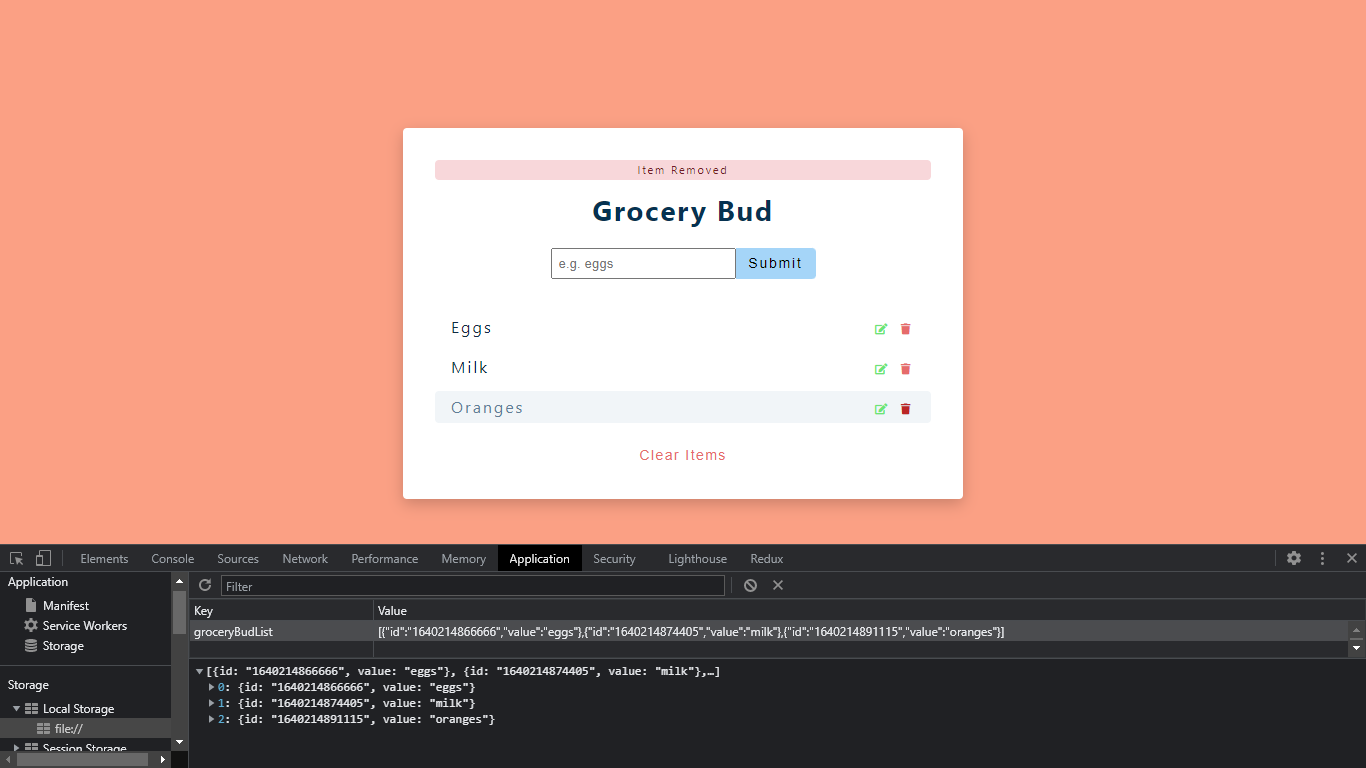 Item Removed
Grocery Bud
e.g. eggs
Submit
Eggs
Milk
Oranges
Clear Items
Elements Console Sources Network Performance Memory Application Security Lighthouse Redux
Application
Manifest
Service Workers
Storage
Storage
Local Storage
file://
Session Storage
Filter
Key Value
groceryBudList [{"id":"1640214866666","value":"eggs"},{"id":"1640214874405","value":"milk"},{"id":"1640214891115","value":"oranges"}]
[{id: "1640214866666", value: "eggs"}, {id: "1640214874405", value: "milk"},…]
0: {id: "1640214866666", value: "eggs"}
1: {id: "1640214874405", value: "milk"}
2: {id: "1640214891115", value: "oranges"}